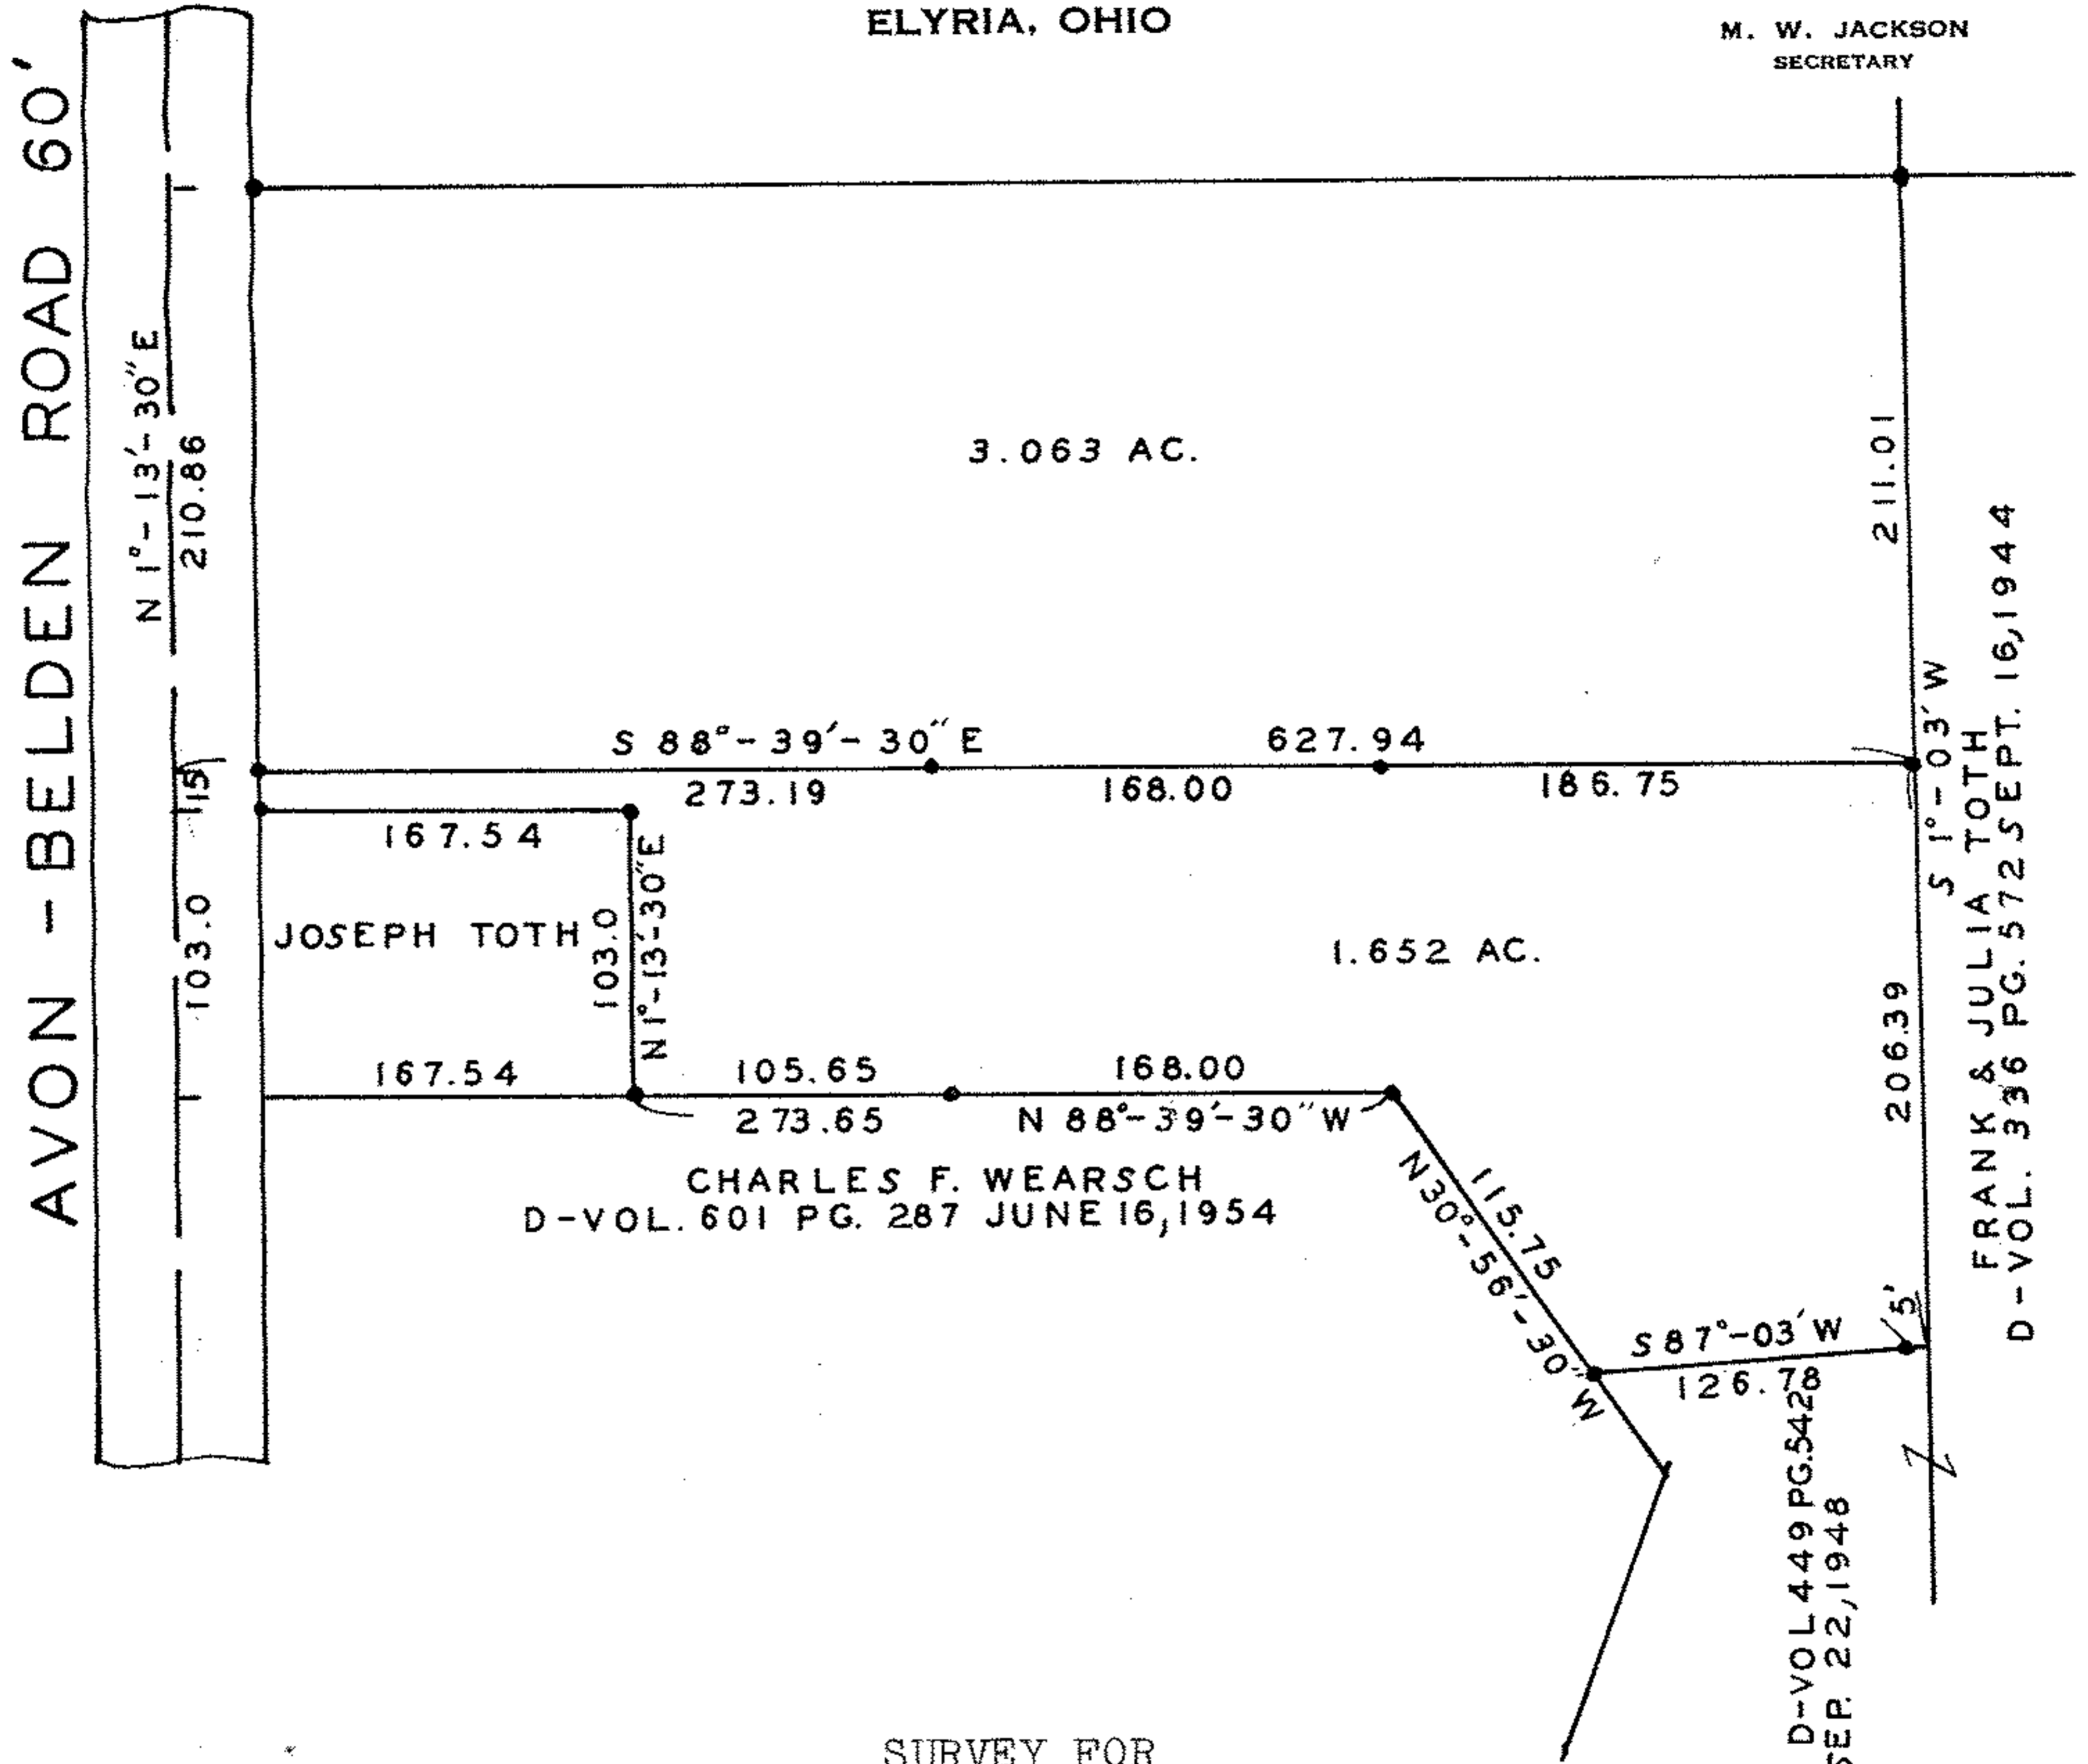 ELYRIA, OHIO
M. W. JACKSON
SECRETARY
AVON - BELDEN ROAD 60'
N 1°-13'-30" E
210.86
3.063 AC.
211.01
S 88°-39'-30" E
627.94
273.19
168.00
186.75
15'
167.54
S 1°-03' W
FRANK & JULIA TOTH
D-VOL. 336 PG. 572 SEPT. 16, 1944
103.0
JOSEPH TOTH
103.0
N 1°-13'-30" E
1.652 AC.
206.39
167.54
105.65
168.00
273.65
N 88°-39'-30" W
CHARLES F. WEARSCH
D-VOL. 601 PG. 287 JUNE 16, 1954
115.75
N 30°-56'-30" W
5'
S 87°-03' W
126.78
D-VOL 449 PG. 542
SEP. 22, 1948
SURVEY FOR